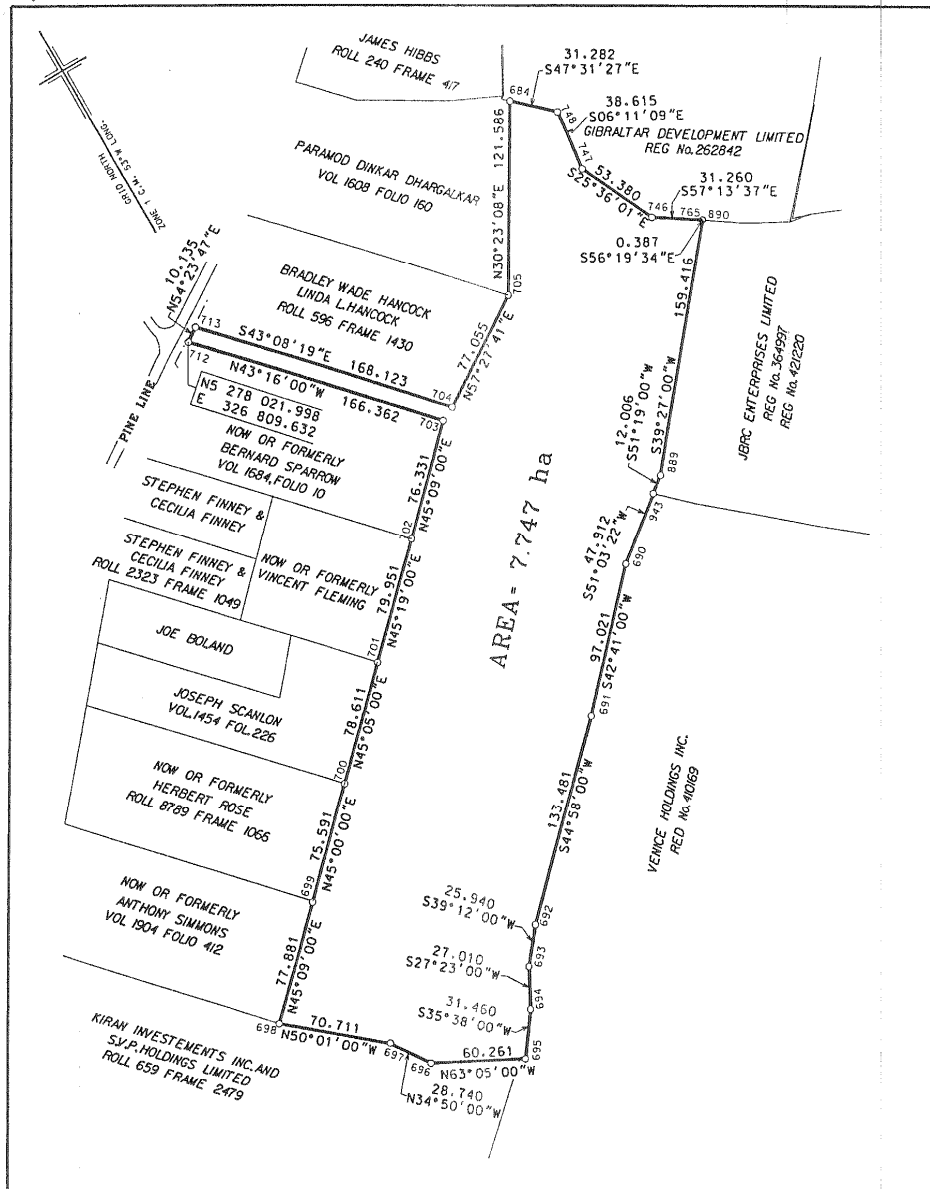 JAMES HIBBS
ROLL 240 FRAME 417
31.282
S47°31'27"E
684
748
38.615
S06°11'09"E
GIBRALTAR DEVELOPMENT LIMITED
REG No.262842
747
53.380
S25°36'01"E
31.260
S57°13'37"E
746
765
890
0.387
S56°19'34"E
GRID NORTH
ZONE 1 C.M. 53°W LONG.
PARAMOD DINKAR DHARGALKAR
VOL 1608 FOLIO 160
N30°23'08"E 121.586
705
BRADLEY WADE HANCOCK
LINDA L.HANCOCK
ROLL 596 FRAME 1430
77.055
N57°27'41"E
10.135
N54°23'47"E
713
S43°08'19"E 168.123
704
712
N43°16'00"W 166.362
703
PINE LINE
N5 278 021.998
E 326 809.632
NOW OR FORMERLY
BERNARD SPARROW
VOL 1684,FOLIO 10
76.331
N45°09'00"E
702
STEPHEN FINNEY &
CECILIA FINNEY
STEPHEN FINNEY &
CECILIA FINNEY
ROLL 2323 FRAME 1049
NOW OR FORMERLY
VINCENT FLEMING
79.951
N45°19'00"E
701
JOE BOLAND
JOSEPH SCANLON
VOL.1454 FOL.226
78.611
N45°05'00"E
700
NOW OR FORMERLY
HERBERT ROSE
ROLL 8789 FRAME 1066
75.591
N45°00'00"E
699
NOW OR FORMERLY
ANTHONY SIMMONS
VOL 1904 FOLIO 412
77.881
N45°09'00"E
698
AREA= 7.747 ha
159.416
S39°27'00"W
JBRC ENTERPRISES LIMITED
REG No.364997
REG No.421220
889
12.006
S51°19'00"W
943
47.912
S51°03'22"W
690
97.021
S42°41'00"W
691
133.481
S44°58'00"W
VENICE HOLDINGS INC.
RED No.410169
692
25.940
S39°12'00"W
693
27.010
S27°23'00"W
694
31.460
S35°38'00"W
695
60.261
N63°05'00"W
696
28.740
N34°50'00"W
697
70.711
N50°01'00"W
KIRAN INVESTEMENTS INC.AND
S.V.P.HOLDINGS LIMITED
ROLL 659 FRAME 2479